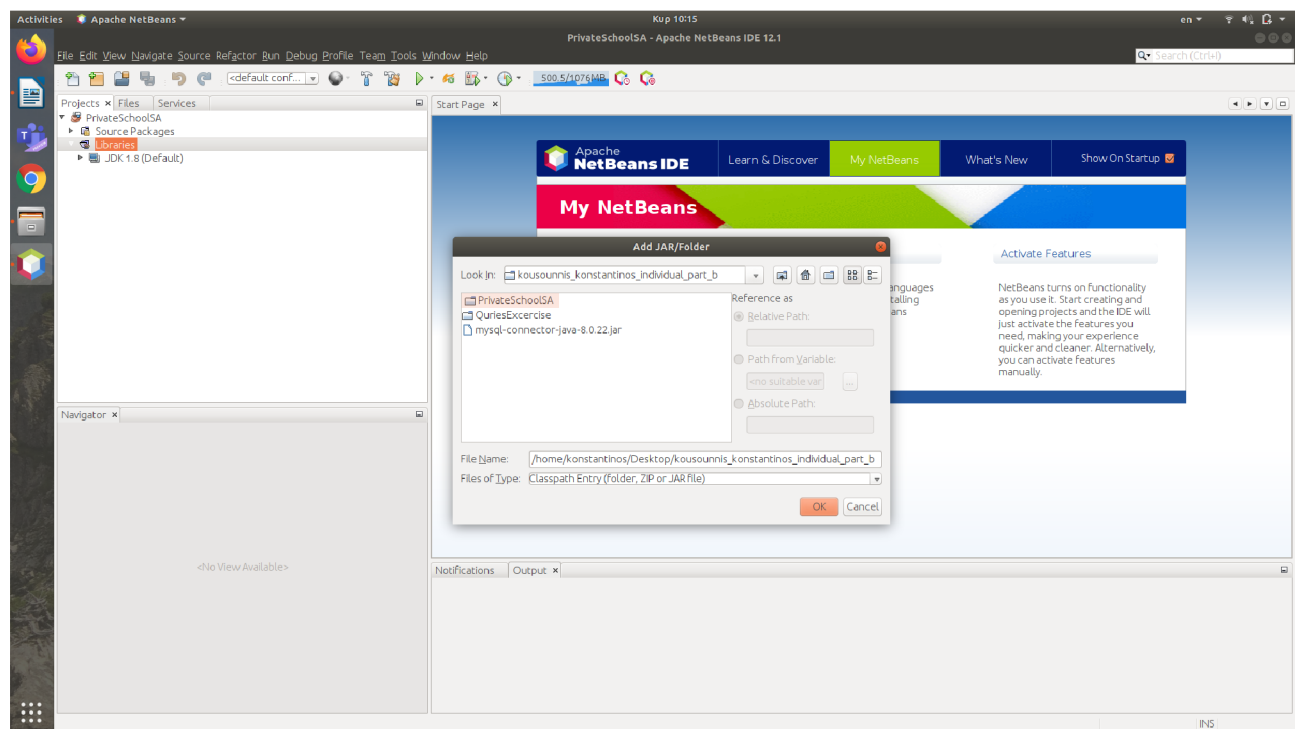 Activities Apache NetBeans Κυρ 10:15 en
PrivateSchoolSA - Apache NetBeans IDE 12.1
File Edit View Navigate Source Refactor Run Debug Profile Team Tools Window Help Search (Ctrl+I)
<default conf... 500.5/1076MB
Projects Files Services
Start Page
PrivateSchoolSA
Source Packages
Libraries
JDK 1.8 (Default)
Apache
NetBeans IDE
Learn & Discover My NetBeans What's New Show On Startup
My NetBeans
Add JAR/Folder
Look In: kousounnis_konstantinos_individual_part_b
PrivateSchoolSA
QuriesExcercise
mysql-connector-java-8.0.22.jar
Reference as
Relative Path:
Path from Variable:
<no suitable var ...
Absolute Path:
File Name: /home/konstantinos/Desktop/kousounnis_konstantinos_individual_part_b
Files of Type: Classpath Entry (folder, ZIP or JAR file)
OK Cancel
anguages
talling
ans
Activate Features
NetBeans turns on functionality
as you use it. Start creating and
opening projects and the IDE will
just activate the features you
need, making your experience
quicker and cleaner. Alternatively,
you can activate features
manually.
Navigator
<No View Available>
Notifications Output
INS